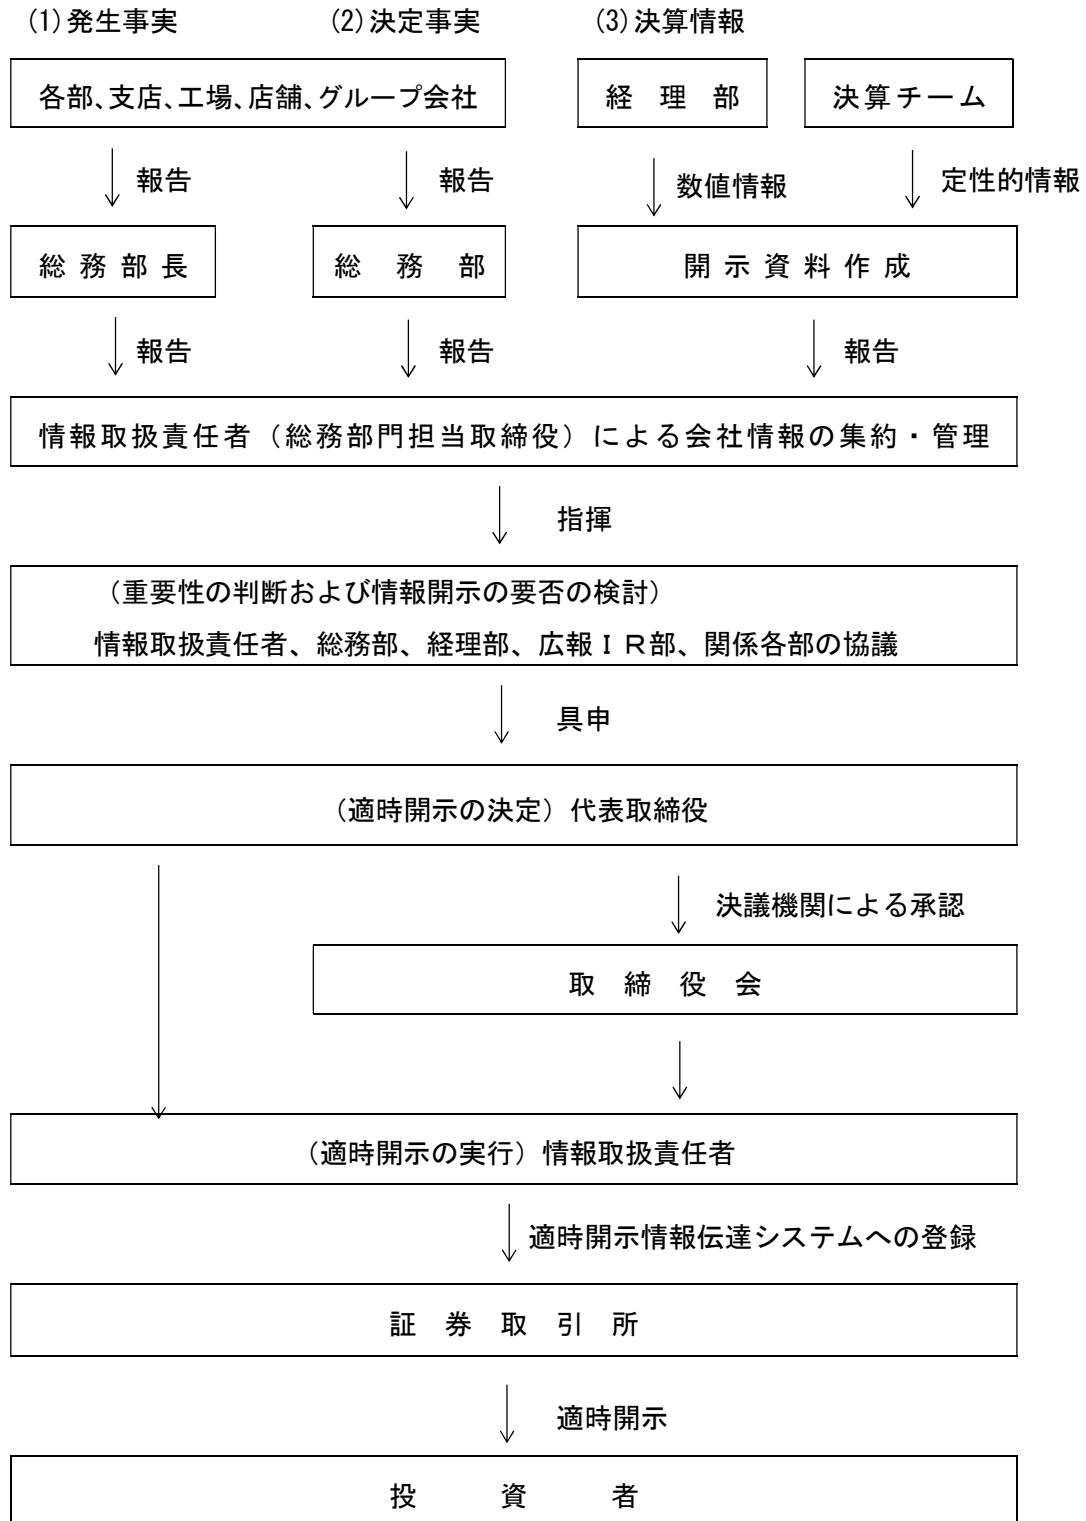 (1)発生事実 (2)決定事実 (3)決算情報
各部、支店、工場、店舗、グループ会社 経理部 決算チーム
報告 報告 数値情報 定性的情報
総務部長 総務部 開示資料作成
報告 報告 報告
情報取扱責任者（総務部門担当取締役）による会社情報の集約・管理
指揮
（重要性の判断および情報開示の要否の検討）
情報取扱責任者、総務部、経理部、広報ＩＲ部、関係各部の協議
具申
（適時開示の決定）代表取締役
決議機関による承認
取締役会
（適時開示の実行）情報取扱責任者
適時開示情報伝達システムへの登録
証券取引所
適時開示
投資者